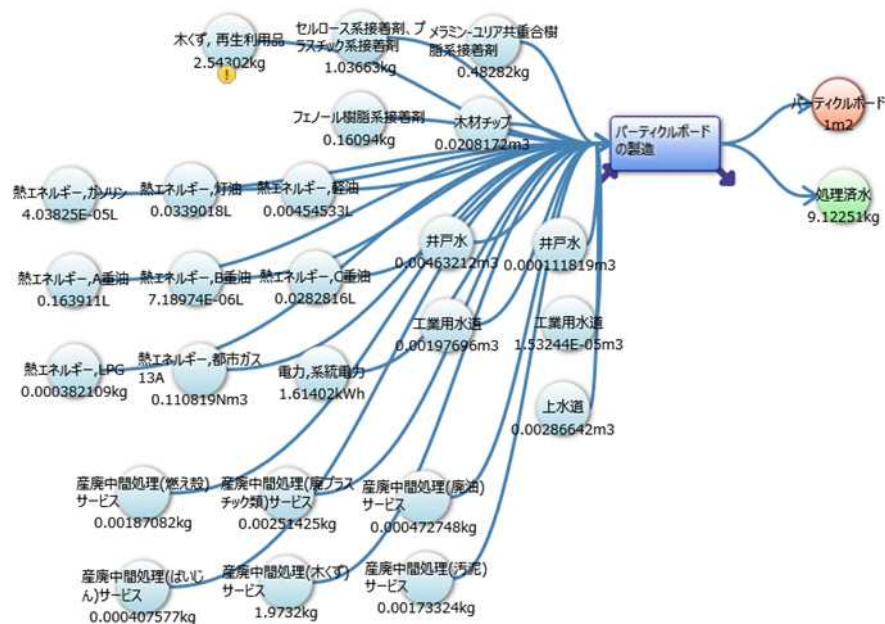 木くず, 再生利用品
2.54302kg
セルロース系接着剤、プ
ラスチック系接着剤
1.03663kg
メラミン-ユリア共重合樹
脂系接着剤
0.48282kg
フェノール樹脂系接着剤
0.16094kg
木材チップ
0.0208172m3
パーティクルボード
の製造
パーティクルボード
1m2
処理済水
9.12251kg
熱エネルギー,ガソリン
4.03825E-05L
熱エネルギー,灯油
0.0339018L
熱エネルギー,軽油
0.00454533L
井戸水
0.00463212m3
井戸水
0.000111819m3
熱エネルギー,A重油
0.163911L
熱エネルギー,B重油
7.18974E-06L
熱エネルギー,C重油
0.0282816L
工業用水道
0.00197696m3
工業用水道
1.53244E-05m3
熱エネルギー,LPG
0.000382109kg
熱エネルギー,都市ガス
13A
0.110819Nm3
電力,系統電力
1.61402kWh
上水道
0.00286642m3
産廃中間処理(燃え殻)
サービス
0.00187082kg
産廃中間処理(廃プラス
チック類)サービス
0.00251425kg
産廃中間処理(廃油)
サービス
0.000472748kg
産廃中間処理(ばいじ
ん)サービス
0.000407577kg
産廃中間処理(木くず)
サービス
1.9732kg
産廃中間処理(汚泥)
サービス
0.00173324kg